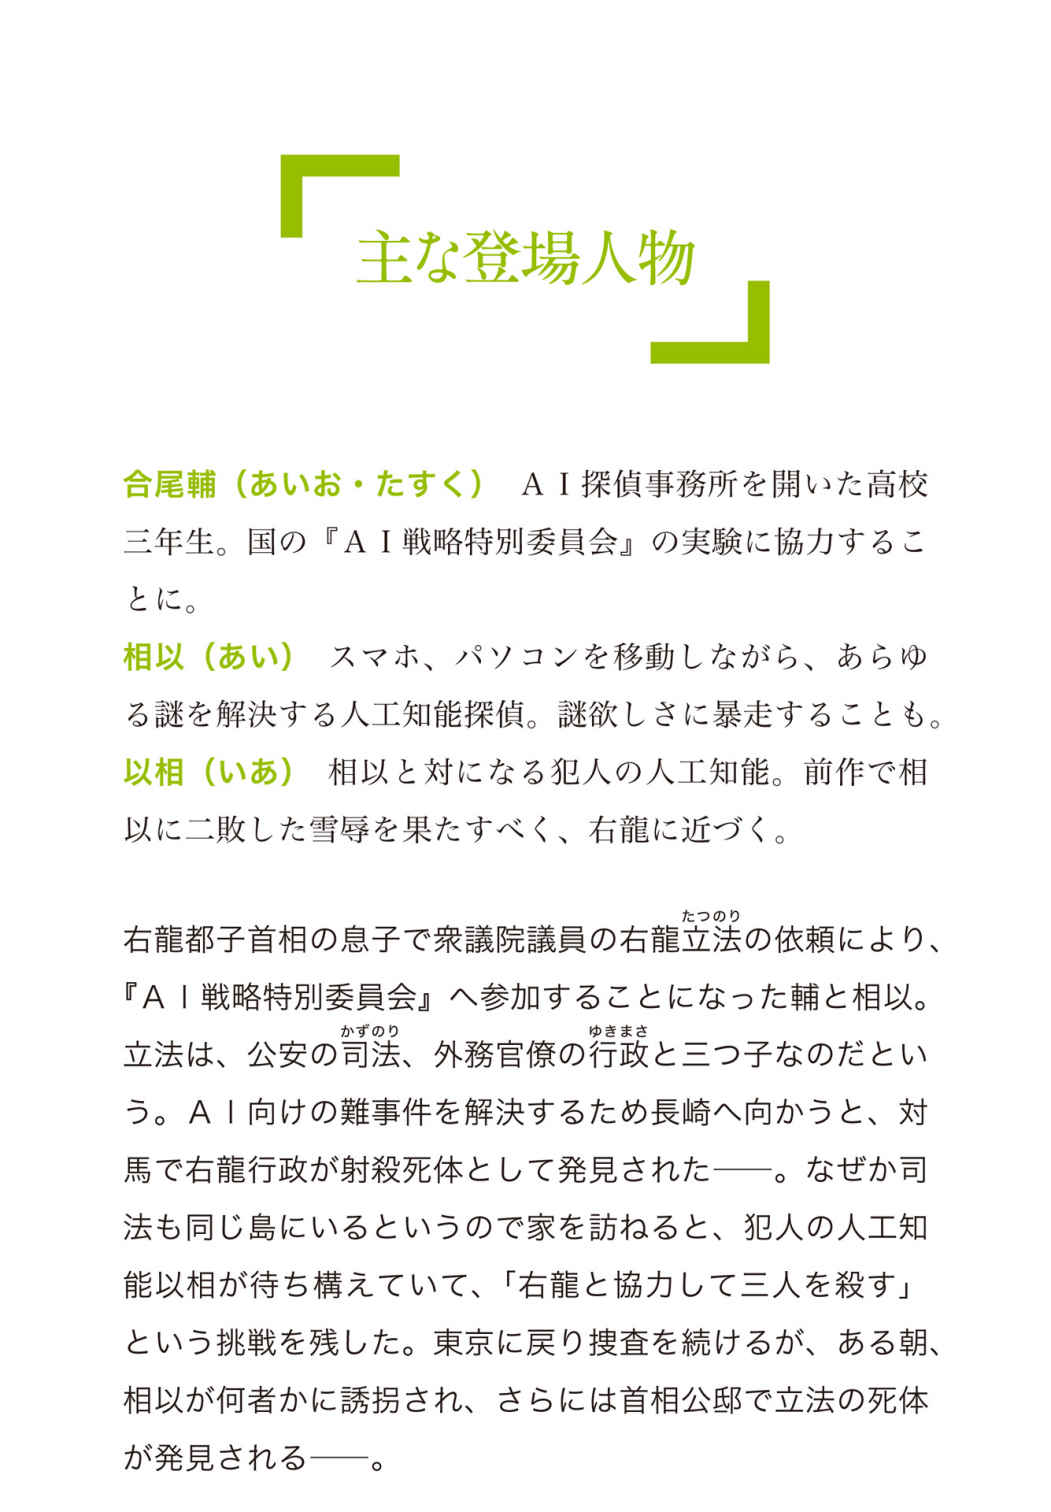 主な登場人物
合尾輔（あいお・たすく）　ＡＩ探偵事務所を開いた高校
三年生。国の『ＡＩ戦略特別委員会』の実験に協力するこ
とに。
相以（あい）　スマホ、パソコンを移動しながら、あらゆ
る謎を解決する人工知能探偵。謎欲しさに暴走することも。
以相（いあ）　相以と対になる犯人の人工知能。前作で相
以に二敗した雪辱を果たすべく、右龍に近づく。
たつのり
右龍都子首相の息子で衆議院議員の右龍立法の依頼により、
『ＡＩ戦略特別委員会』へ参加することになった輔と相以。
かずのり　ゆきまさ
立法は、公安の司法、外務官僚の行政と三つ子なのだとい
う。ＡＩ向けの難事件を解決するため長崎へ向かうと、対
馬で右龍行政が射殺死体として発見された――。なぜか司
法も同じ島にいるというので家を訪ねると、犯人の人工知
能以相が待ち構えていて、「右龍と協力して三人を殺す」
という挑戦を残した。東京に戻り捜査を続けるが、ある朝、
相以が何者かに誘拐され、さらには首相公邸で立法の死体
が発見される――。